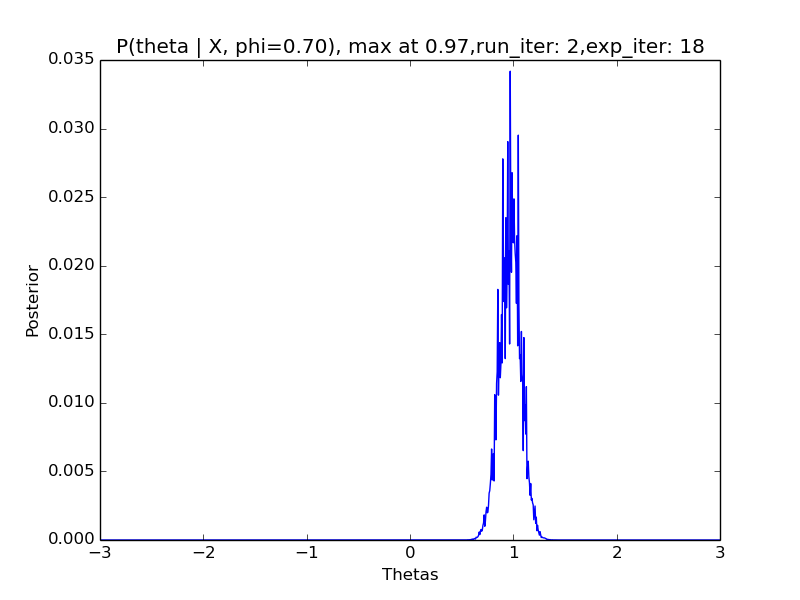 P(theta | X, phi=0.70), max at 0.97,run_iter: 2,exp_iter: 18
0.035
0.030
0.025
0.020
0.015
0.010
0.005
0.000
Posterior
−3 −2 −1 0 1 2 3
Thetas